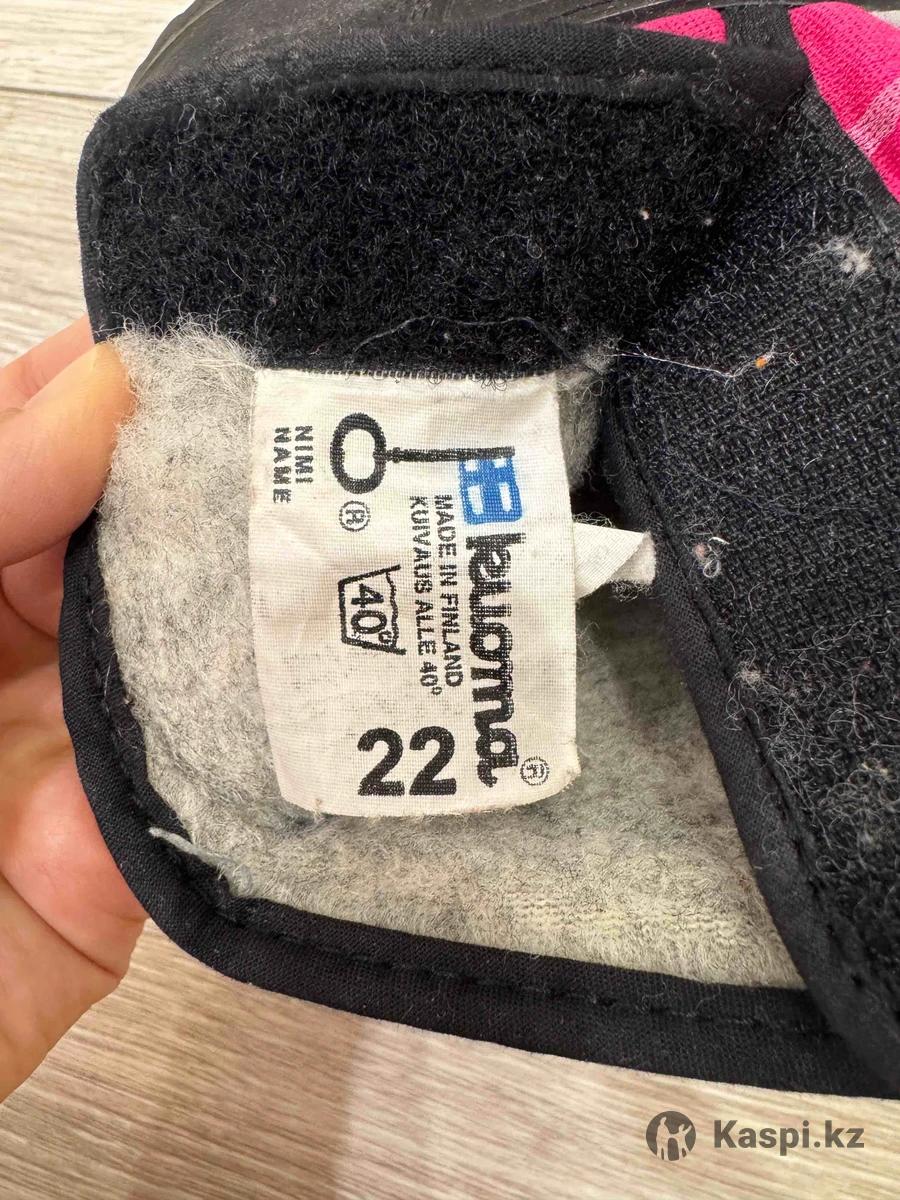 NIMI
NAME
®
40°
MADE IN FINLAND
KUIVAUS ALLE 40°
kuoma®
22
Kaspi.kz